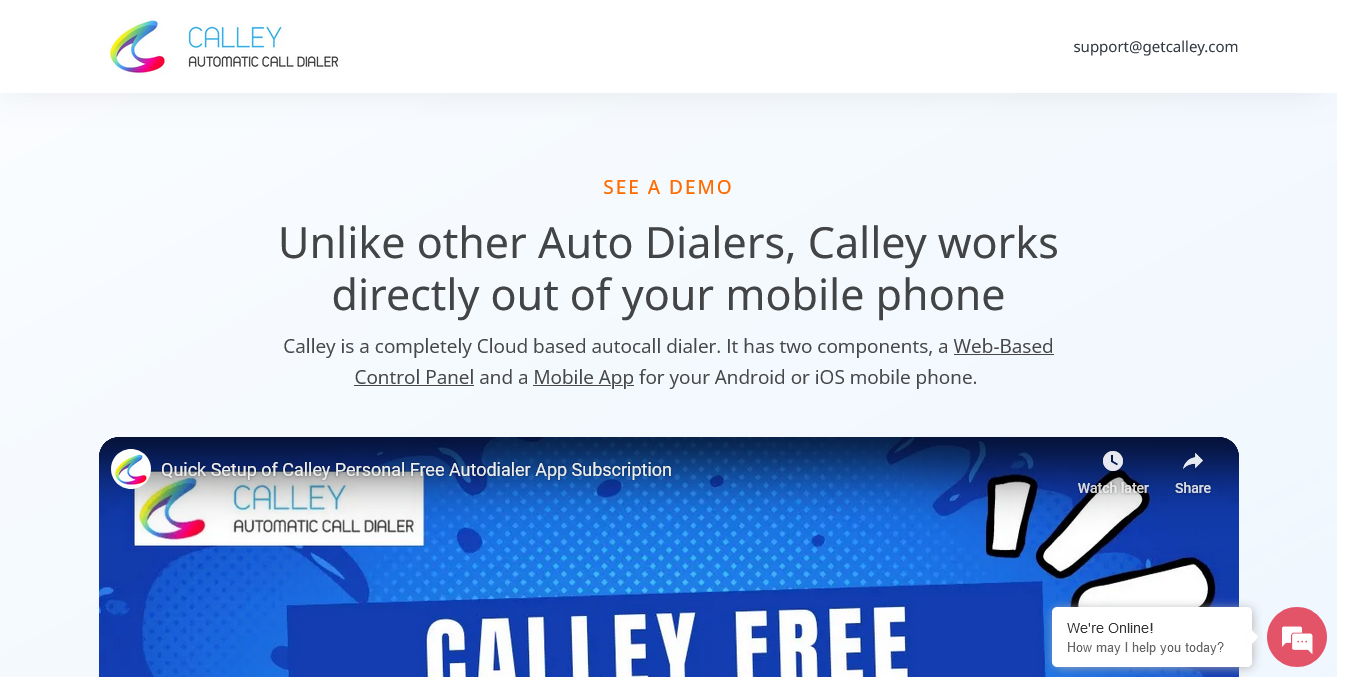 CALLEY
AUTOMATIC CALL DIALER
support@getcalley.com
SEE A DEMO
Unlike other Auto Dialers, Calley works
directly out of your mobile phone
Calley is a completely Cloud based autocall dialer. It has two components, a Web-Based
Control Panel and a Mobile App for your Android or iOS mobile phone.
Quick Setup of Calley Personal Free Autodialer App Subscription
Watch later
Share
CALLEY
AUTOMATIC CALL DIALER
CALLEY FREE
We're Online!
How may I help you today?